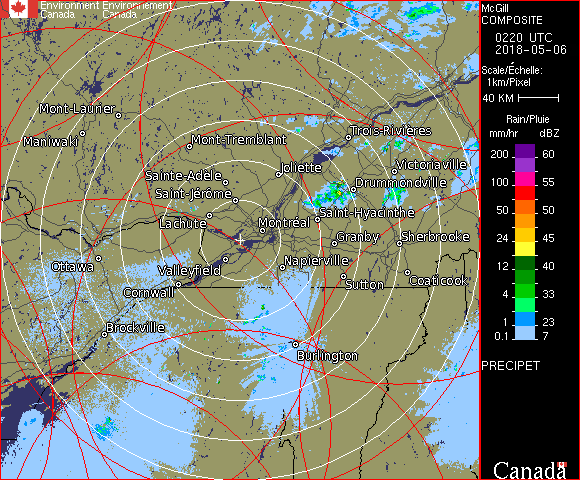 Environment Environnement
Canada Canada
McGill
COMPOSITE
0220 UTC
2018-05-06
Scale/Échelle:
1km/Pixel
40 KM
Rain/Pluie
mm/hr dBZ
200 60
150 57
100 55
50 50
24 45
12 40
4 33
1 23
0.1 7
PRECIPET
Canada
Mont-Laurier
Maniwaki
Mont-Tremblant
Trois-Rivières
Joliette
Victoriaville
Sainte-Adèle
Drummondville
Saint-Jérôme
Saint-Hyacinthe
Lachute
Montréal
Granby
Sherbrooke
Ottawa
Valleyfield
Napierville
Cornwall
Sutton
Coaticook
Brockville
Burlington